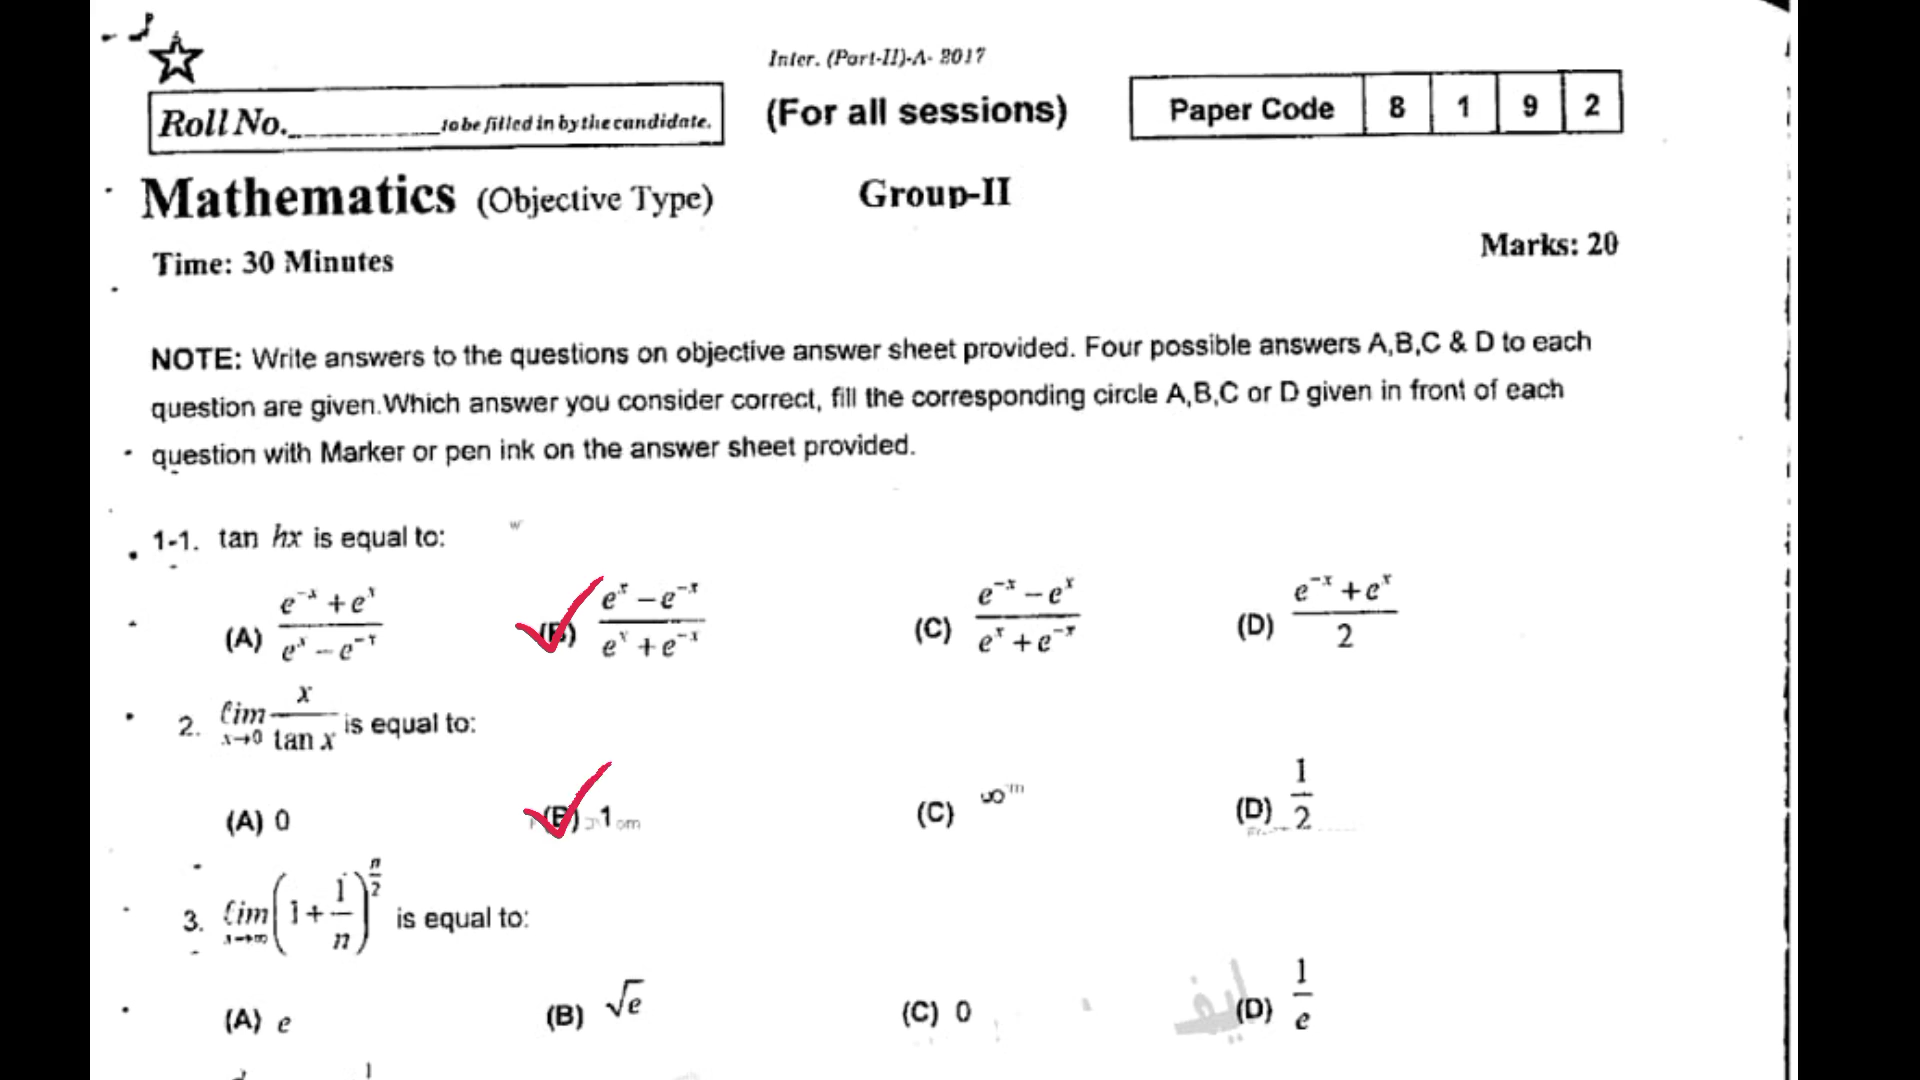 Inter. (Part-II)-A- 2017
Roll No.__________to be filled in by the candidate.
(For all sessions)
Paper Code 8 1 9 2
Mathematics (Objective Type)
Group-II
Time: 30 Minutes
Marks: 20
NOTE: Write answers to the questions on objective answer sheet provided. Four possible answers A,B,C & D to each
question are given.Which answer you consider correct, fill the corresponding circle A,B,C or D given in front of each
question with Marker or pen ink on the answer sheet provided.
1-1. tan hx is equal to:
(A) (e^{-x} + e^{x})/(e^{x} - e^{-x}) (B) (e^{x} - e^{-x})/(e^{x} + e^{-x}) (C) (e^{-x} - e^{x})/(e^{x} + e^{-x}) (D) (e^{-x} + e^{x})/2
2. lim x→0 x/tan x is equal to:
(A) 0 (B) 1 (C) ∞ (D) 1/2
3. lim x→∞ (1 + 1/n)^{n/2} is equal to:
(A) e (B) √e (C) 0 (D) 1/e